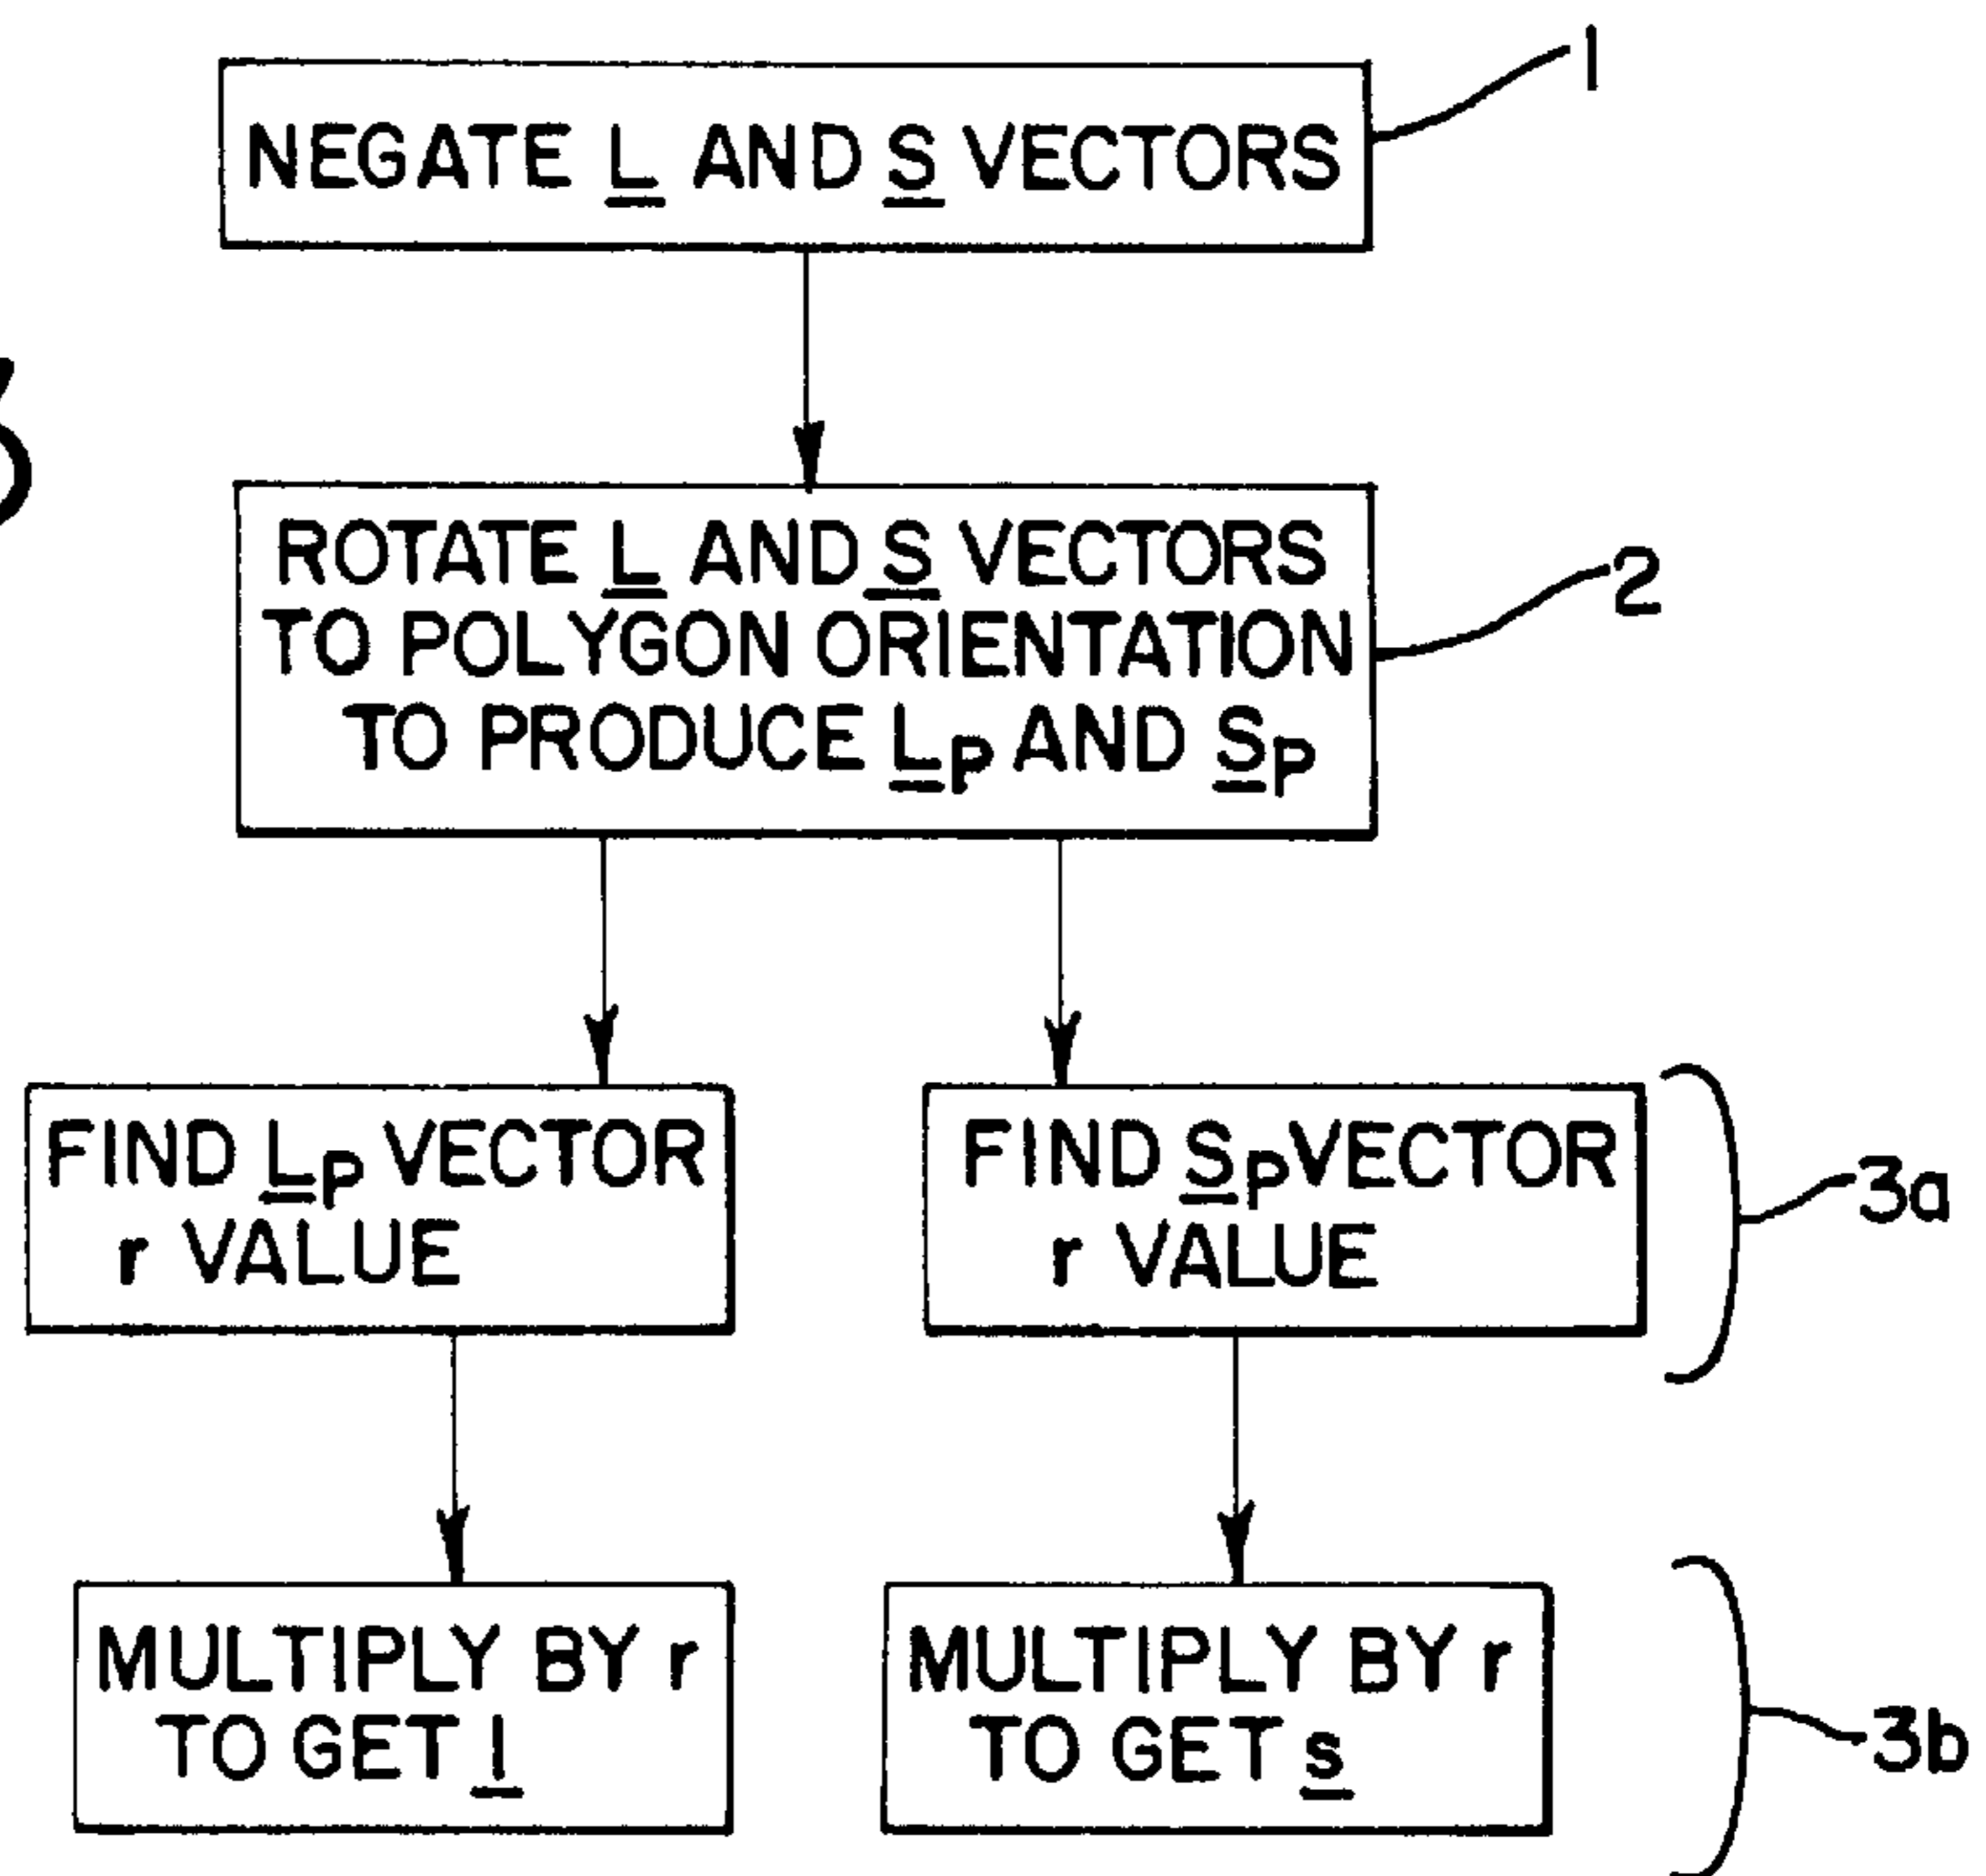 1
NEGATE L AND S VECTORS
ROTATE L AND S VECTORS
TO POLYGON ORIENTATION
TO PRODUCE Lp AND Sp
2
FIND Lp VECTOR
r VALUE
FIND Sp VECTOR
r VALUE
3a
MULTIPLY BY r
TO GET l
MULTIPLY BY r
TO GET s
3b